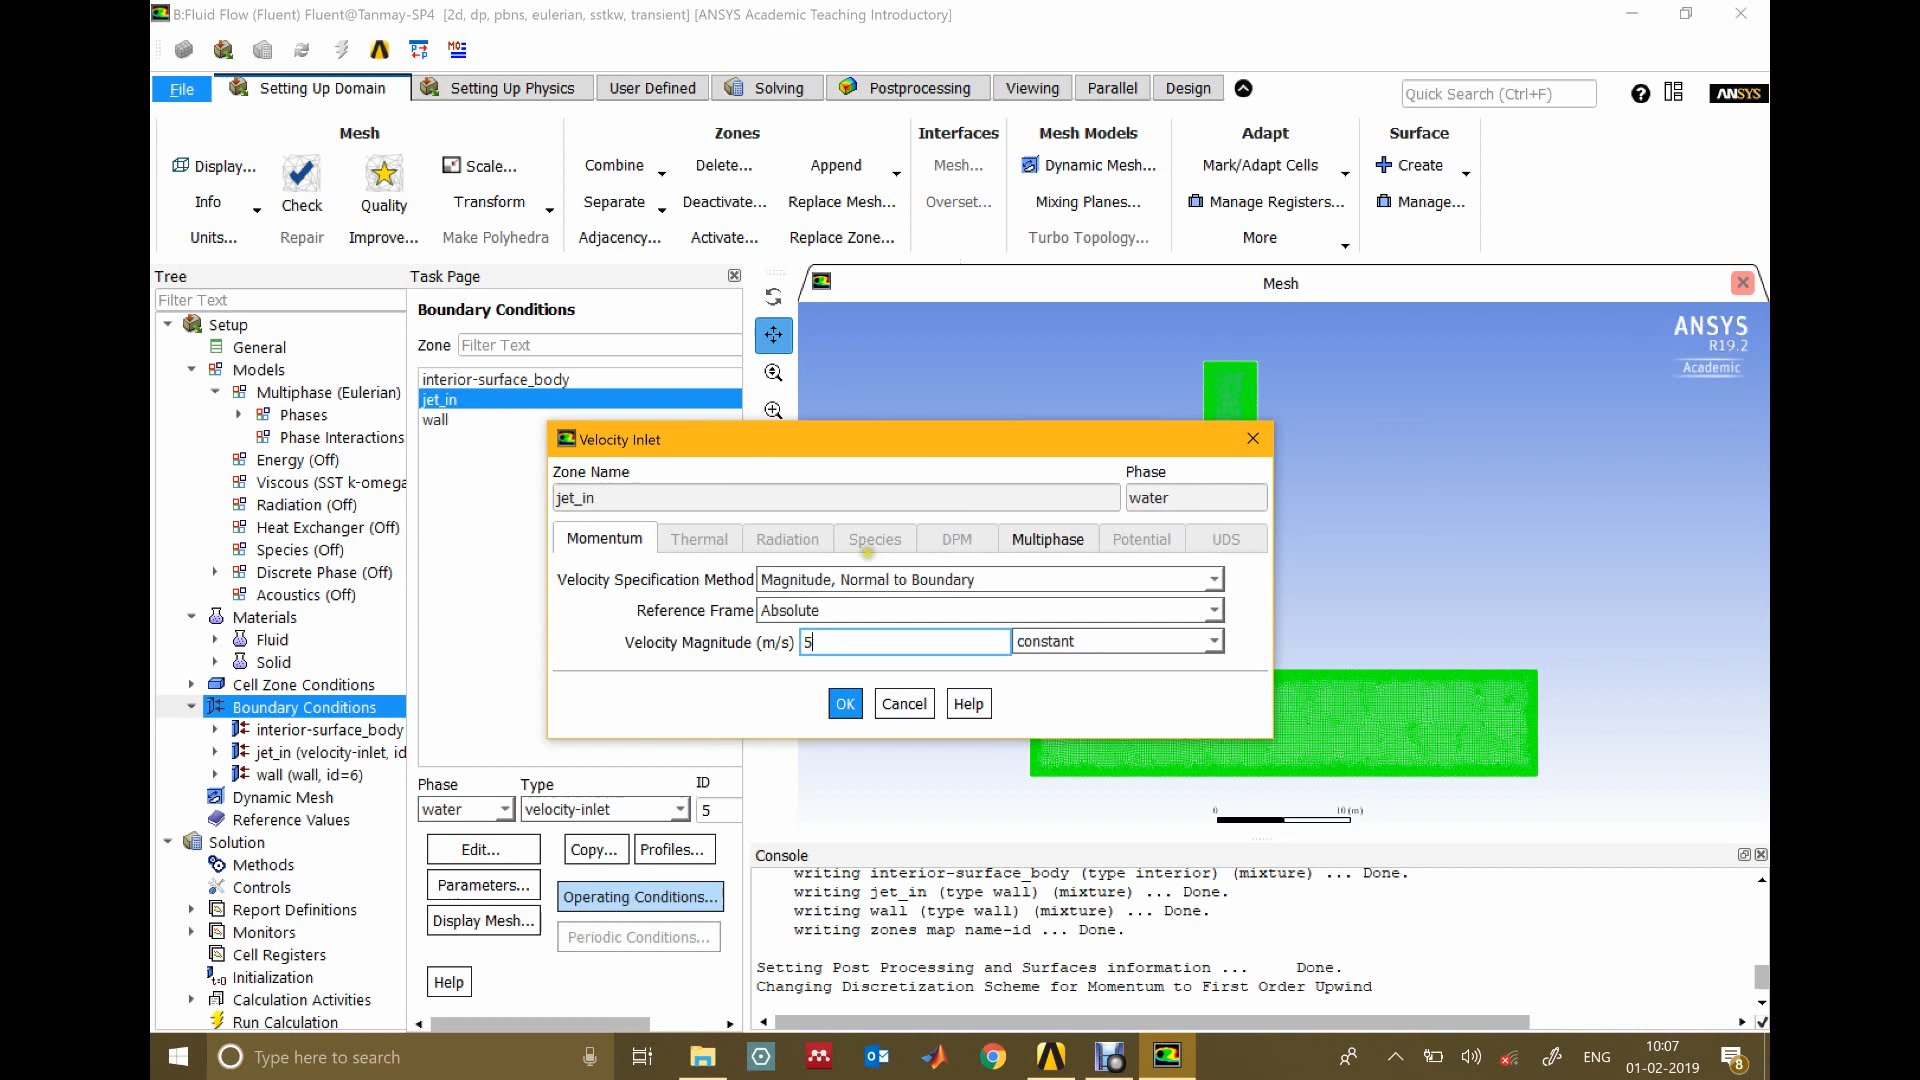 B:Fluid Flow (Fluent) Fluent@Tanmay-SP4 [2d, dp, pbns, eulerian, sstkw, transient] [ANSYS Academic Teaching Introductory]
File Setting Up Domain Setting Up Physics User Defined Solving Postprocessing Viewing Parallel Design Quick Search (Ctrl+F) ANSYS
Mesh Zones Interfaces Mesh Models Adapt Surface
Display... Scale... Combine Delete... Append Mesh... Dynamic Mesh... Mark/Adapt Cells Create
Info Check Quality Transform Separate Deactivate... Replace Mesh... Overset... Mixing Planes... Manage Registers... Manage...
Units... Repair Improve... Make Polyhedra Adjacency... Activate... Replace Zone... Turbo Topology... More
Tree
Filter Text
Setup
General
Models
Multiphase (Eulerian)
Phases
Phase Interactions
Energy (Off)
Viscous (SST k-omega
Radiation (Off)
Heat Exchanger (Off)
Species (Off)
Discrete Phase (Off)
Acoustics (Off)
Materials
Fluid
Solid
Cell Zone Conditions
Boundary Conditions
interior-surface_body
jet_in (velocity-inlet, id
wall (wall, id=6)
Dynamic Mesh
Reference Values
Solution
Methods
Controls
Report Definitions
Monitors
Cell Registers
Initialization
Calculation Activities
Run Calculation
Task Page
Boundary Conditions
Zone Filter Text
interior-surface_body
jet_in
wall
Phase Type ID
water velocity-inlet 5
Edit... Copy... Profiles...
Parameters... Operating Conditions...
Display Mesh... Periodic Conditions...
Help
Velocity Inlet
Zone Name Phase
jet_in water
Momentum Thermal Radiation Species DPM Multiphase Potential UDS
Velocity Specification Method Magnitude, Normal to Boundary
Reference Frame Absolute
Velocity Magnitude (m/s) 5 constant
OK Cancel Help
Mesh
ANSYS
R19.2
Academic
0 10 (m)
Console
writing interior-surface_body (type interior) (mixture) ... Done.
writing jet_in (type wall) (mixture) ... Done.
writing wall (type wall) (mixture) ... Done.
writing zones map name-id ... Done.
Setting Post Processing and Surfaces information ... Done.
Changing Discretization Scheme for Momentum to First Order Upwind
Type here to search
ENG
10:07
01-02-2019
8